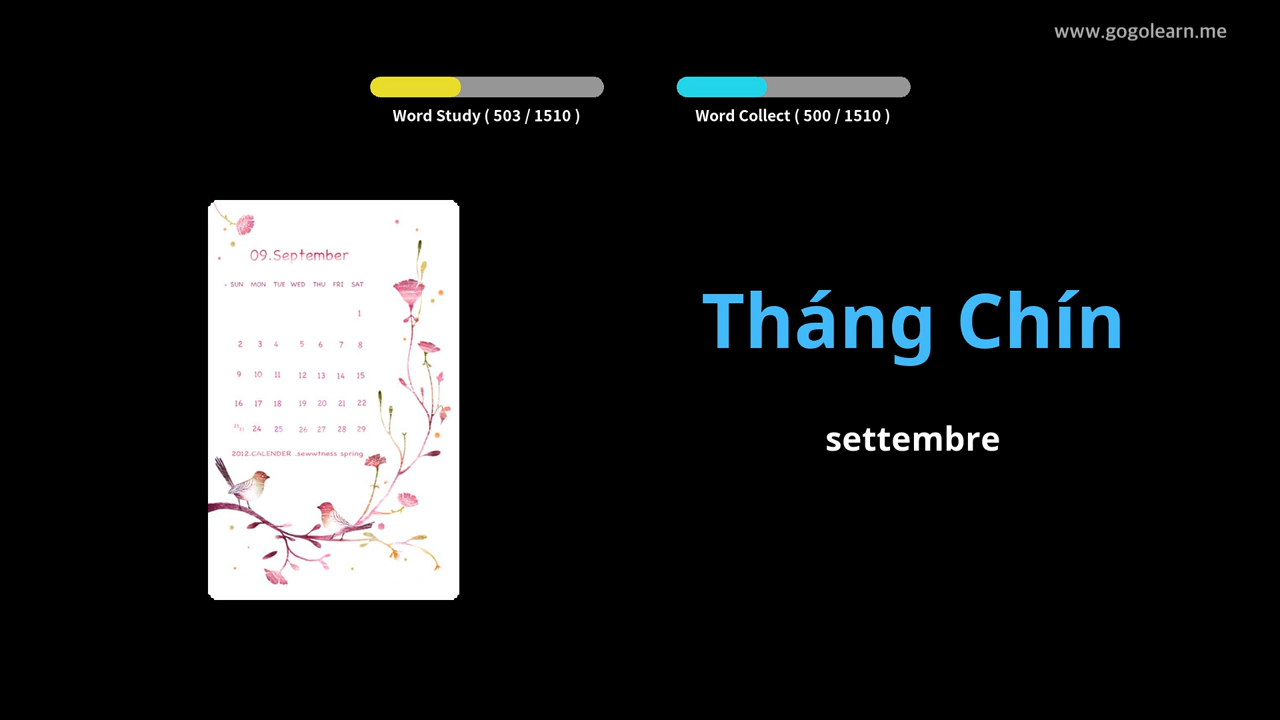 www.gogolearn.me
Word Study ( 503 / 1510 )
Word Collect ( 500 / 1510 )
09.September
SUN MON TUE WED THU FRI SAT
1
2 3 4 5 6 7 8
9 10 11 12 13 14 15
16 17 18 19 20 21 22
24 25 26 27 28 29
2012.CALENDER .sewwtness spring
Tháng Chín
settembre